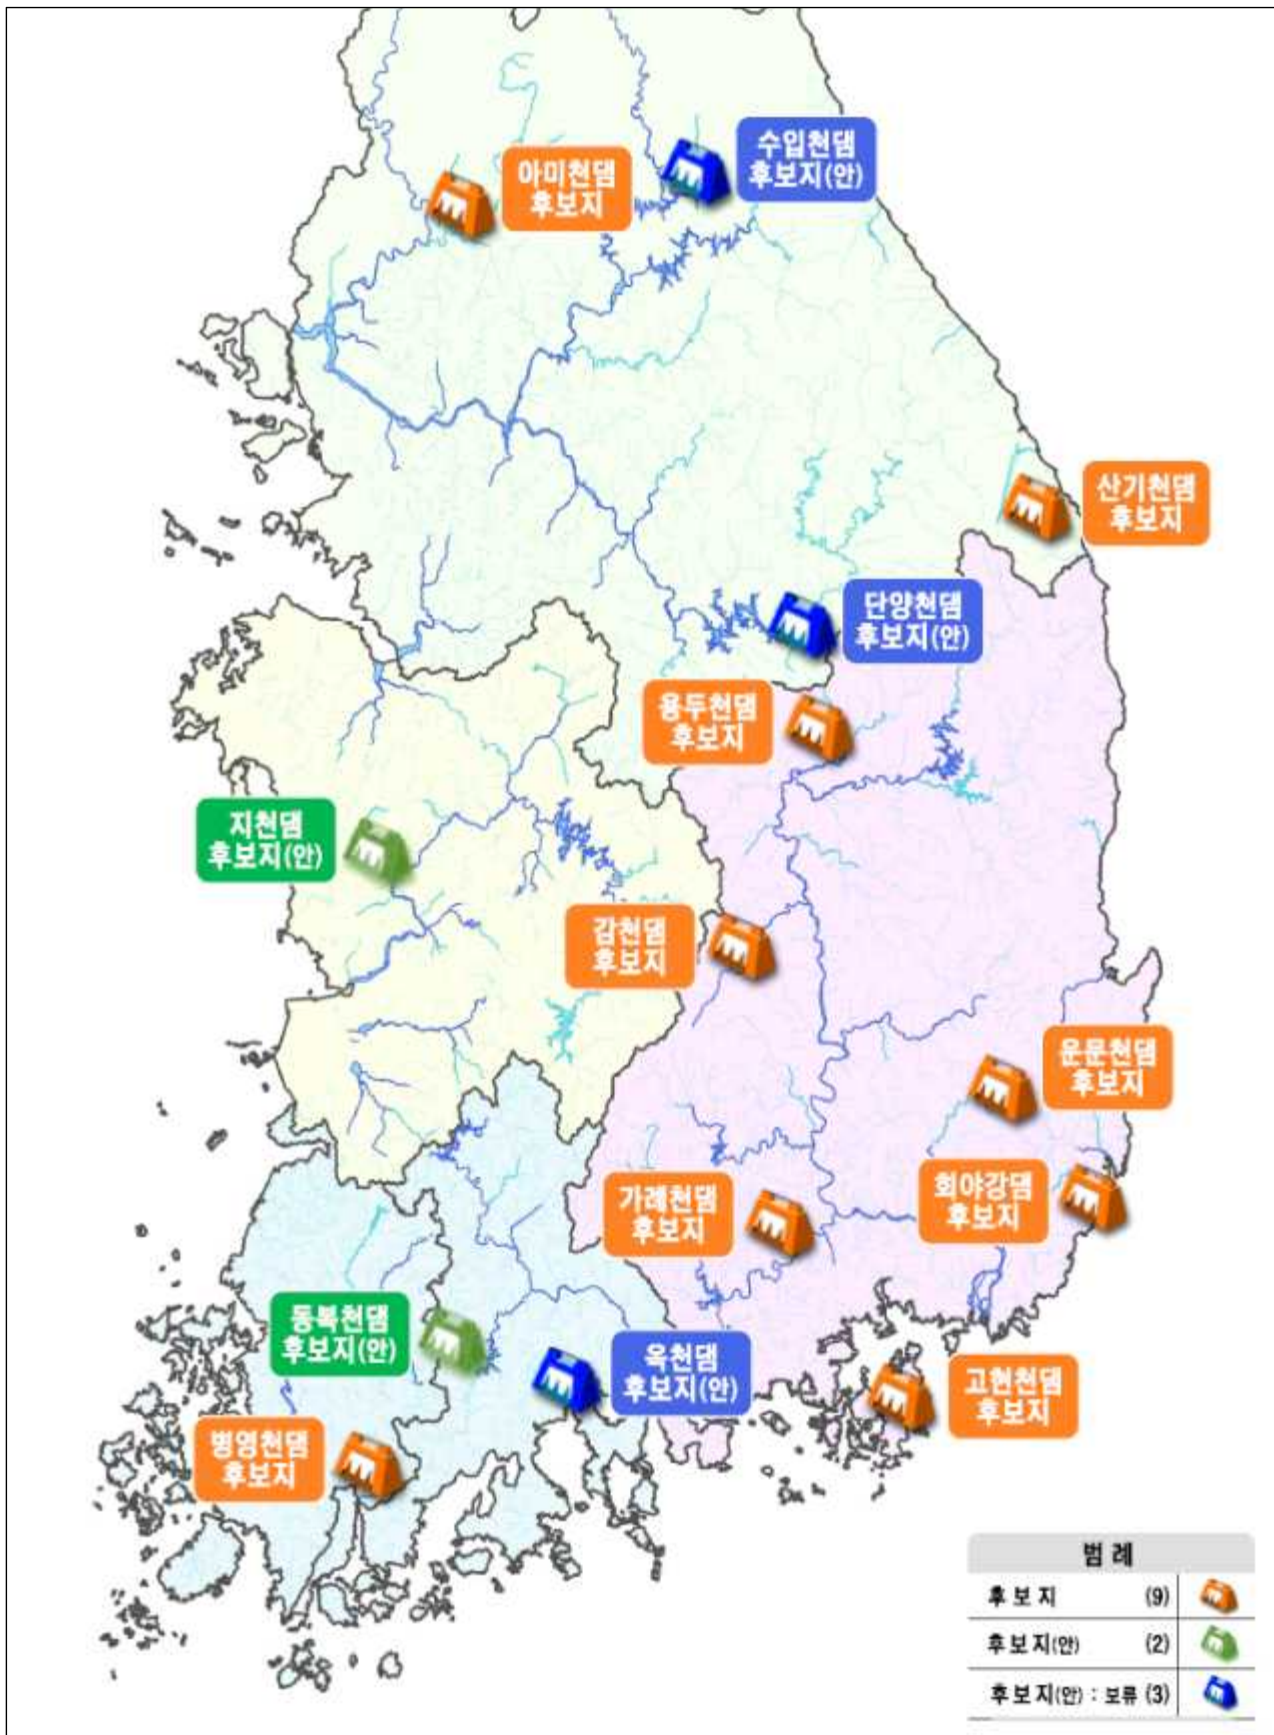 수입천댐
후보지(안)
아미천댐
후보지
산기천댐
후보지
단양천댐
후보지(안)
용두천댐
후보지
지천댐
후보지(안)
감천댐
후보지
운문천댐
후보지
회야강댐
후보지
가례천댐
후보지
동복천댐
후보지(안)
옥천댐
후보지(안)
고현천댐
후보지
병영천댐
후보지
범 례
후 보 지 (9)
후보지(안) (2)
후보지(안) : 보류 (3)